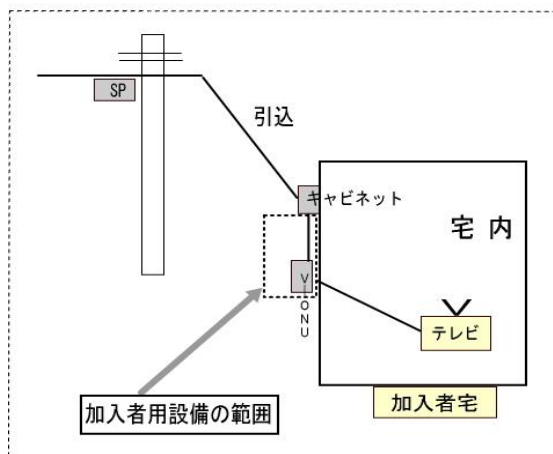 SP
引込
キャビネット
宅 内
V-ONU
テレビ
加入者用設備の範囲
加入者宅